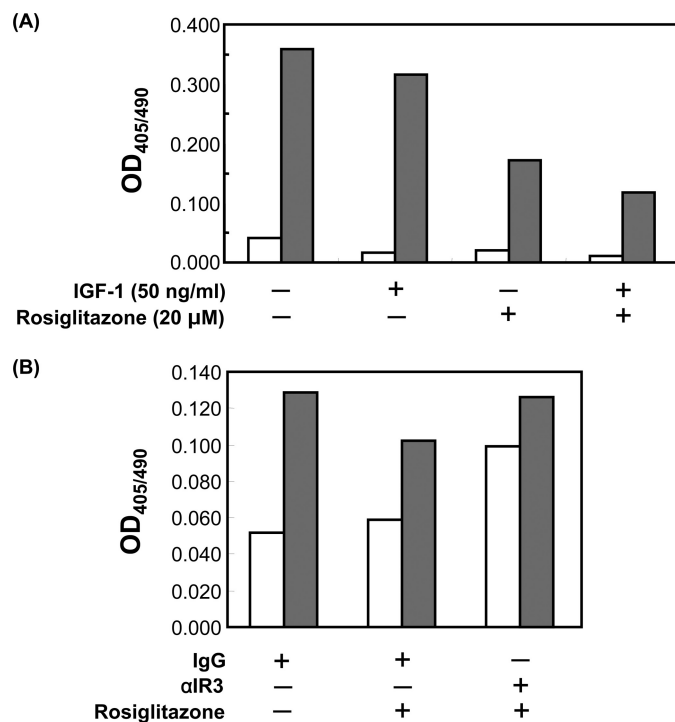 (A)
0.400
0.300
0.200
0.100
0.000
OD405/490
IGF-1 (50 ng/ml) — + — +
Rosiglitazone (20 µM) — — + +
(B)
0.140
0.120
0.100
0.080
0.060
0.040
0.020
0.000
OD405/490
IgG + + —
αIR3 — — +
Rosiglitazone — + +